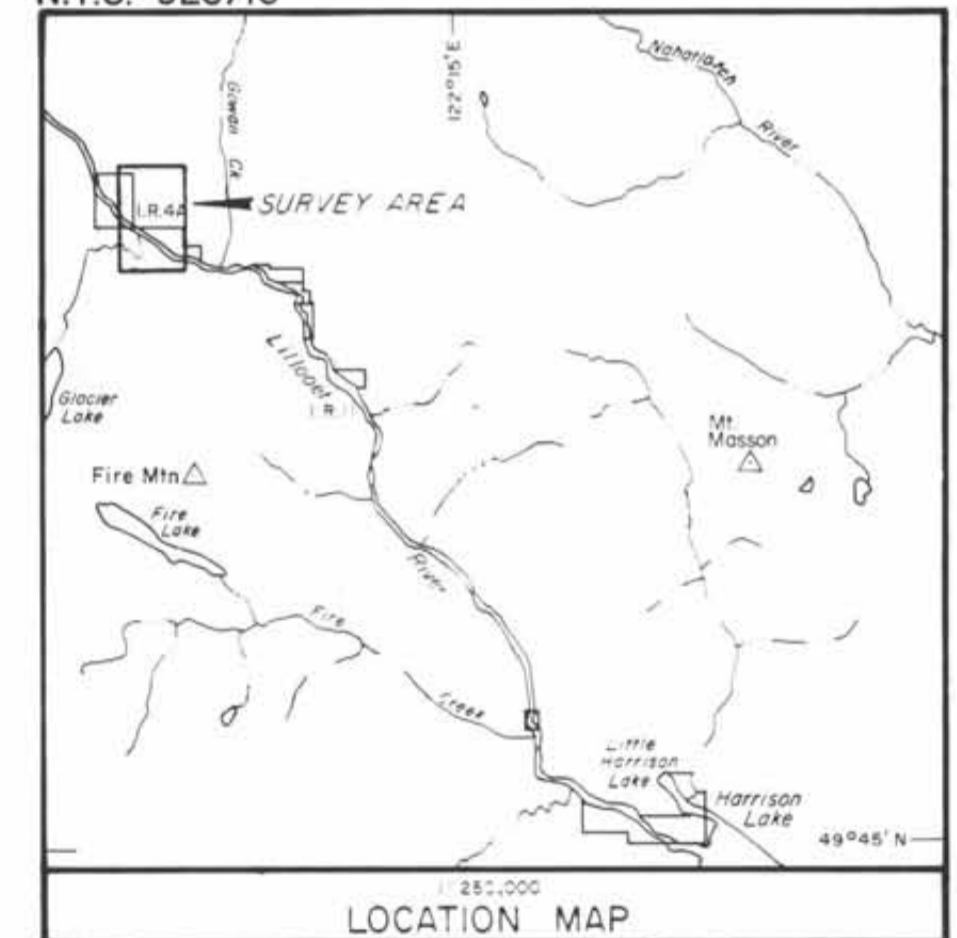 Nahatlatch
River
122°15' E
Gowan Ck
I.R.4A
SURVEY AREA
Lillooet
Glacier
Lake
I.R.11
Mt.
Masson
Fire Mtn
Fire
Lake
River
Fire
Creek
Little
Harrison
Lake
Harrison
Lake
49°45' N
LOCATION MAP